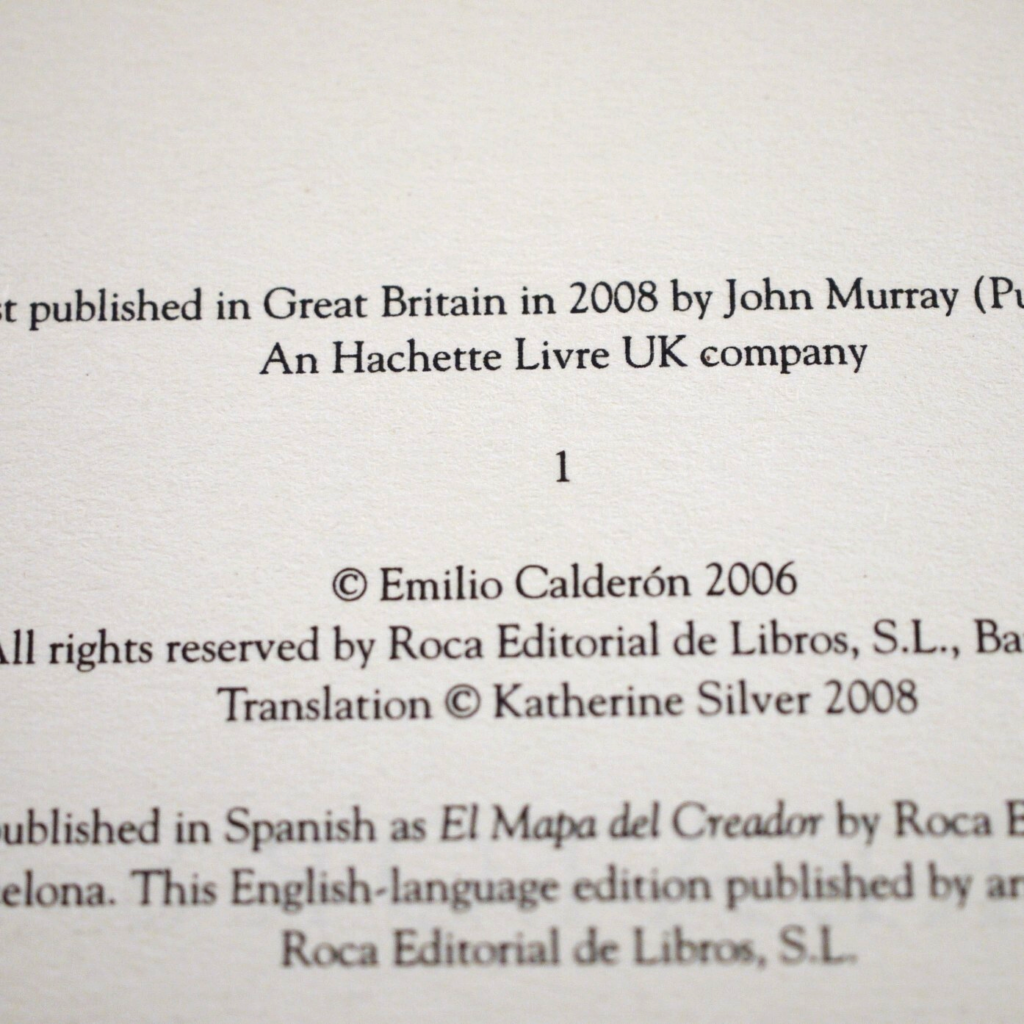 st published in Great Britain in 2008 by John Murray (Pu
An Hachette Livre UK company
1
© Emilio Calderón 2006
All rights reserved by Roca Editorial de Libros, S.L., Ba
Translation © Katherine Silver 2008
ublished in Spanish as El Mapa del Creador by Roca E
elona. This English-language edition published by ar
Roca Editorial de Libros, S.L.